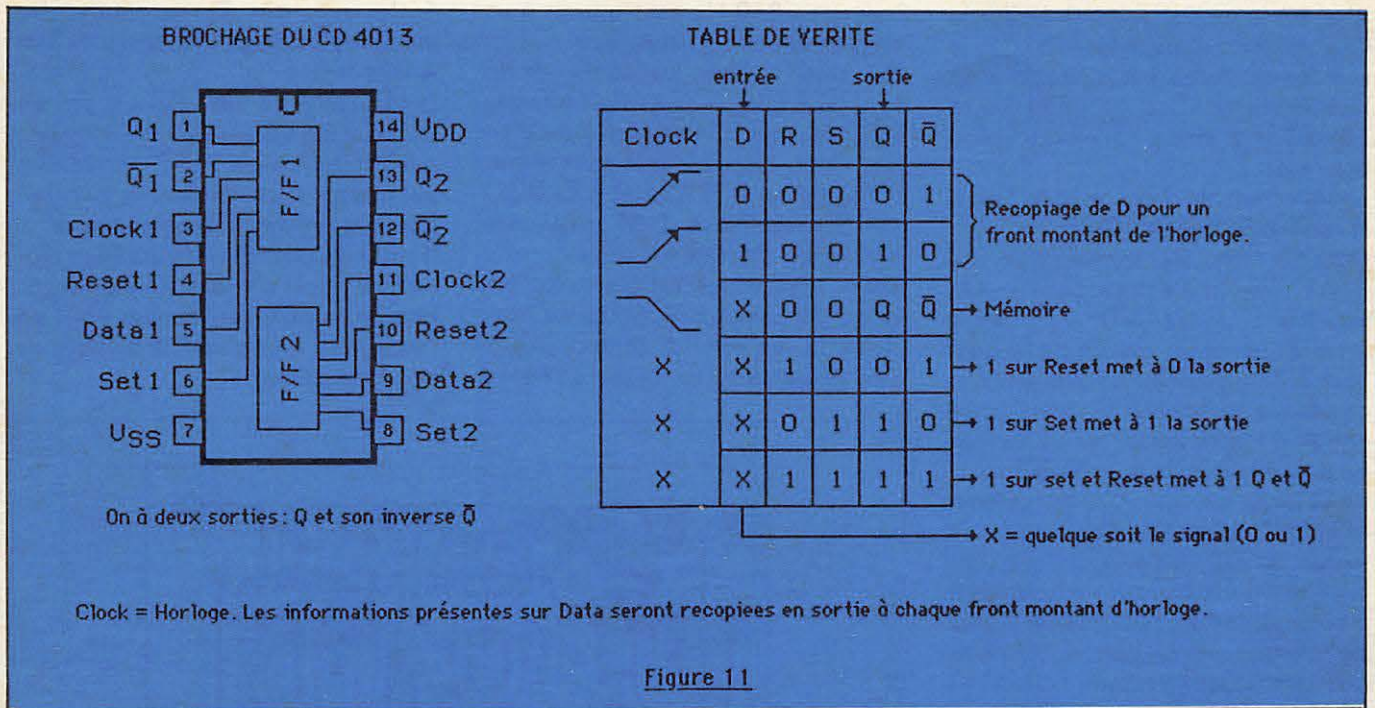 BROCHAGE DU CD 4013
Q1 1
Q̅1̅ 2
Clock1 3
Reset1 4
Data1 5
Set1 6
USS 7
F/F 1
F/F 2
14 UDD
13 Q2
12 Q̅2̅
11 Clock2
10 Reset2
9 Data2
8 Set2
On à deux sorties : Q et son inverse Q̅
TABLE DE VERITE
entrée sortie
Clock D R S Q Q̅
0 0 0 0 1
1 0 0 1 0
Recopiage de D pour un
front montant de l'horloge.
X 0 0 Q Q̅ Mémoire
X X 1 0 0 1 1 sur Reset met à 0 la sortie
X X 0 1 1 0 1 sur Set met à 1 la sortie
X X 1 1 1 1 1 sur set et Reset met à 1 Q et Q̅
X = quelque soit le signal (0 ou 1)
Clock = Horloge. Les informations présentes sur Data seront recopiees en sortie à chaque front montant d'horloge.
Figure 11